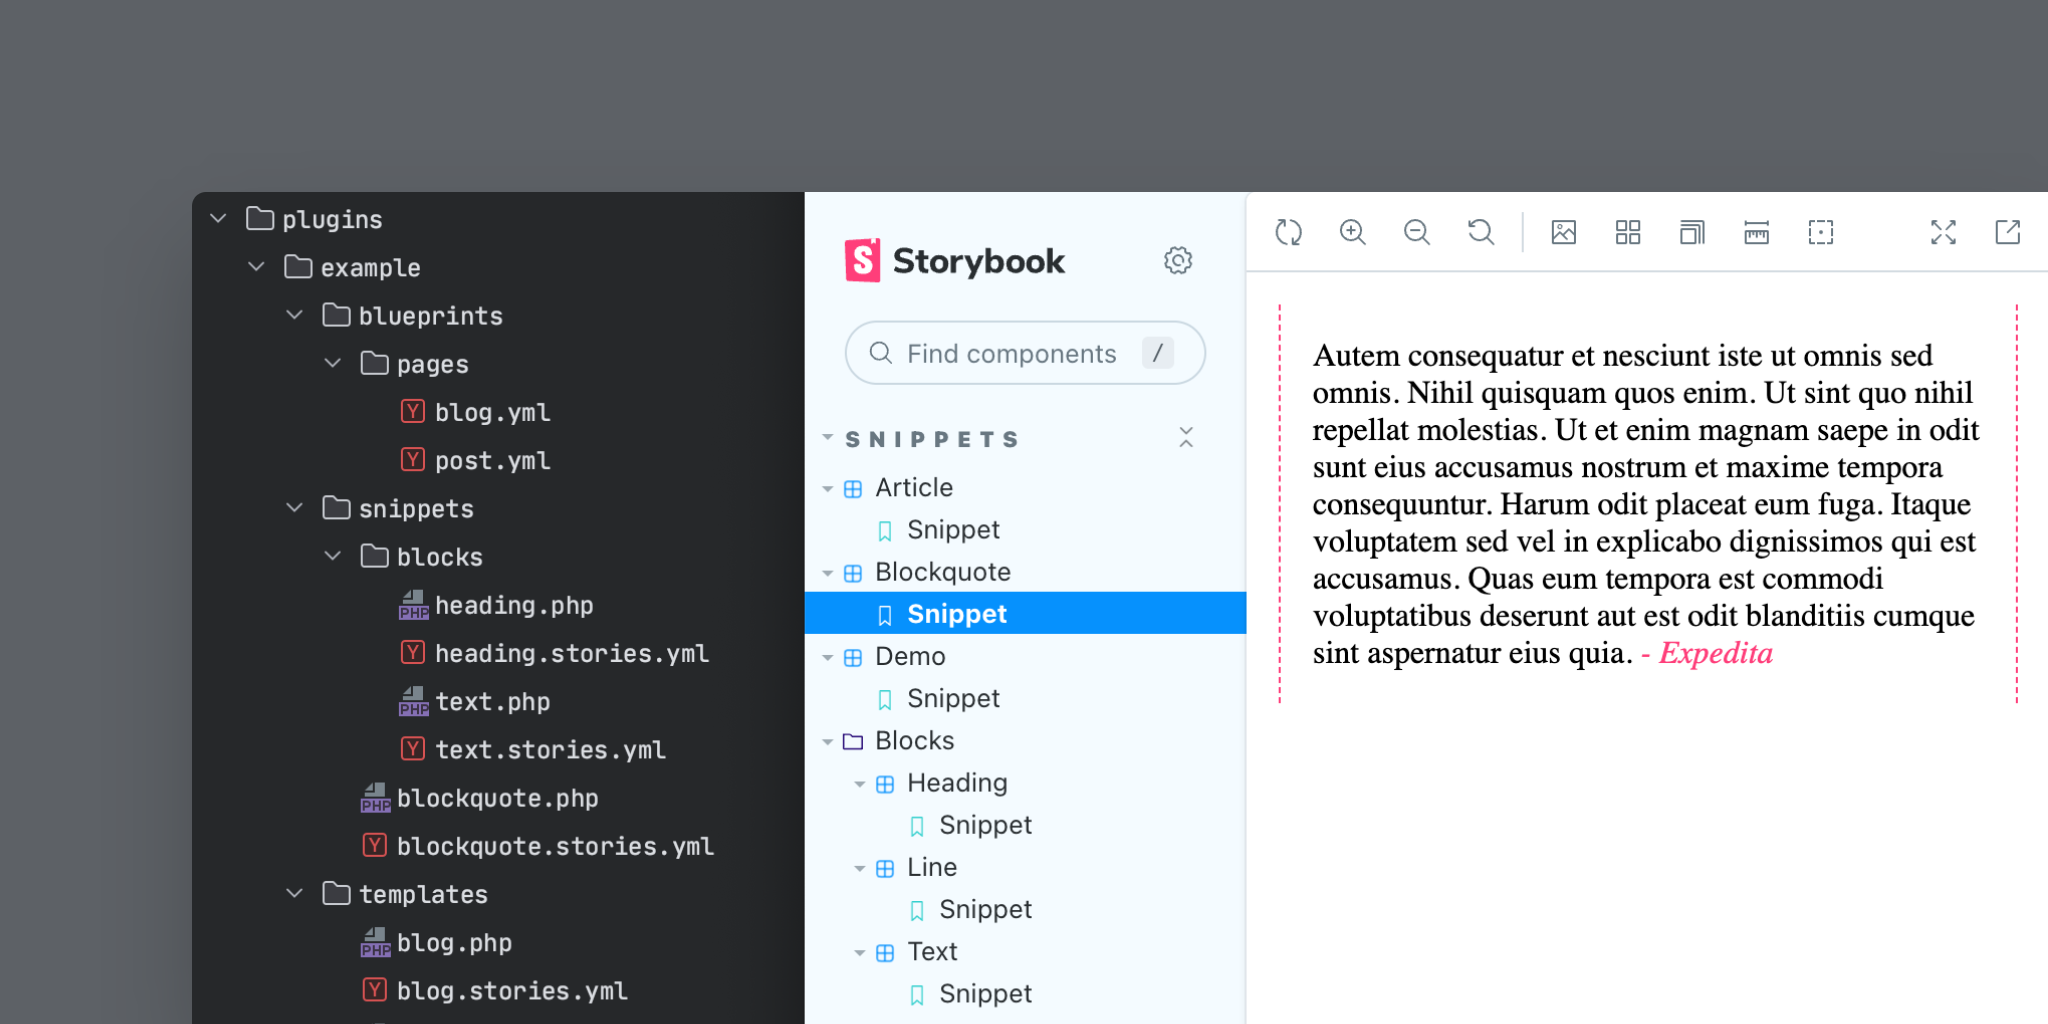 plugins
example
blueprints
pages
blog.yml
post.yml
snippets
blocks
heading.php
heading.stories.yml
text.php
text.stories.yml
blockquote.php
blockquote.stories.yml
templates
blog.php
blog.stories.yml
Storybook
Find components /
SNIPPETS
Article
Snippet
Blockquote
Snippet
Demo
Snippet
Blocks
Heading
Snippet
Line
Snippet
Text
Snippet
Autem consequatur et nesciunt iste ut omnis sed
omnis. Nihil quisquam quos enim. Ut sint quo nihil
repellat molestias. Ut et enim magnam saepe in odit
sunt eius accusamus nostrum et maxime tempora
consequuntur. Harum odit placeat eum fuga. Itaque
voluptatem sed vel in explicabo dignissimos qui est
accusamus. Quas eum tempora est commodi
voluptatibus deserunt aut est odit blanditiis cumque
sint aspernatur eius quia. - Expedita